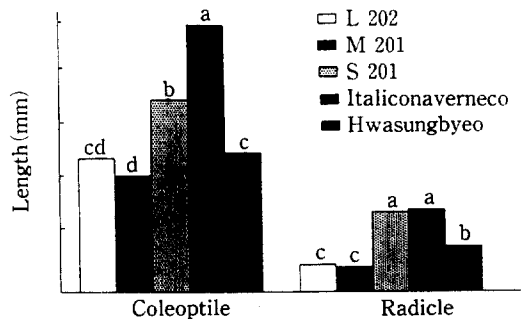 a
b
cd
d
c
L 202
M 201
S 201
Italiconaverneco
Hwasungbyeo
c
c
a
a
b
Length(mm)
Coleoptile
Radicle